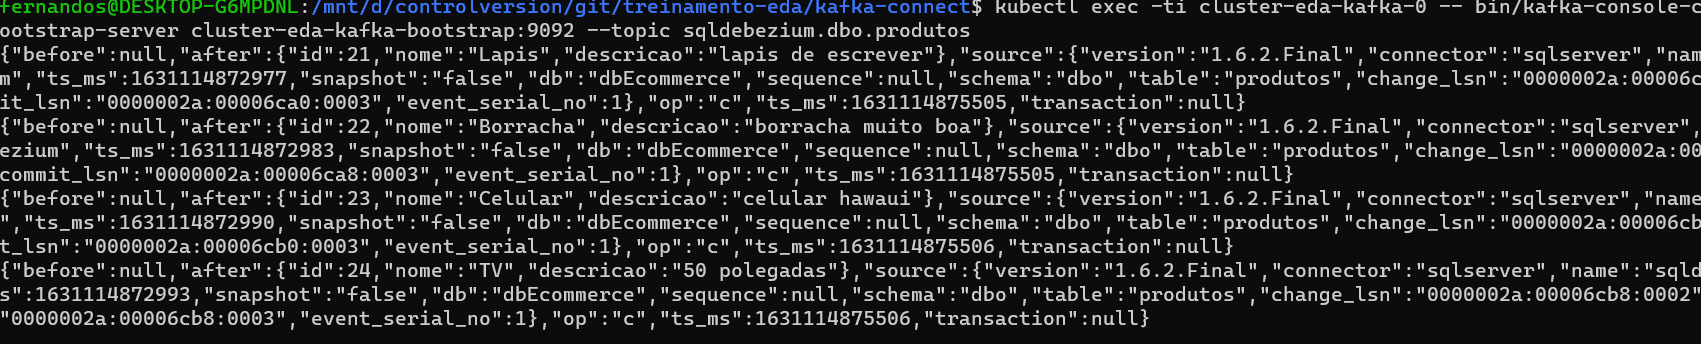 fernandos@DESKTOP-G6MPDNL:/mnt/d/controlversion/git/treinamento-eda/kafka-connect$ kubectl exec -ti cluster-eda-kafka-0 -- bin/kafka-console-c
ootstrap-server cluster-eda-kafka-bootstrap:9092 --topic sqldebezium.dbo.produtos
{"before":null,"after":{"id":21,"nome":"Lapis","descricao":"lapis de escrever"},"source":{"version":"1.6.2.Final","connector":"sqlserver","nam
m","ts_ms":1631114872977,"snapshot":"false","db":"dbEcommerce","sequence":null,"schema":"dbo","table":"produtos","change_lsn":"0000002a:00006c
it_lsn":"0000002a:00006ca0:0003","event_serial_no":1},"op":"c","ts_ms":1631114875505,"transaction":null}
{"before":null,"after":{"id":22,"nome":"Borracha","descricao":"borracha muito boa"},"source":{"version":"1.6.2.Final","connector":"sqlserver",
ezium","ts_ms":1631114872983,"snapshot":"false","db":"dbEcommerce","sequence":null,"schema":"dbo","table":"produtos","change_lsn":"0000002a:00
commit_lsn":"0000002a:00006ca8:0003","event_serial_no":1},"op":"c","ts_ms":1631114875505,"transaction":null}
{"before":null,"after":{"id":23,"nome":"Celular","descricao":"celular hawaui"},"source":{"version":"1.6.2.Final","connector":"sqlserver","name
","ts_ms":1631114872990,"snapshot":"false","db":"dbEcommerce","sequence":null,"schema":"dbo","table":"produtos","change_lsn":"0000002a:00006cb
t_lsn":"0000002a:00006cb0:0003","event_serial_no":1},"op":"c","ts_ms":1631114875506,"transaction":null}
{"before":null,"after":{"id":24,"nome":"TV","descricao":"50 polegadas"},"source":{"version":"1.6.2.Final","connector":"sqlserver","name":"sqld
s":1631114872993,"snapshot":"false","db":"dbEcommerce","sequence":null,"schema":"dbo","table":"produtos","change_lsn":"0000002a:00006cb8:0002"
"0000002a:00006cb8:0003","event_serial_no":1},"op":"c","ts_ms":1631114875506,"transaction":null}